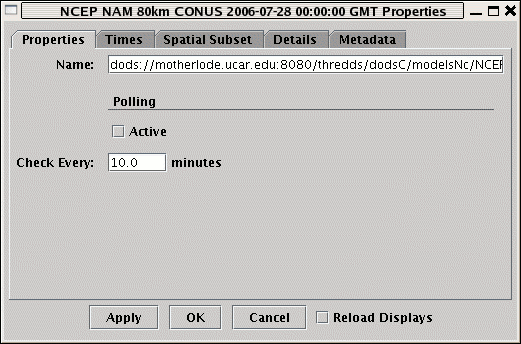 NCEP NAM 80km CONUS 2006-07-28 00:00:00 GMT Properties
Properties Times Spatial Subset Details Metadata
Name: dods://motherlode.ucar.edu:8080/thredds/dodsC/modelsNc/NCEP
Polling
Active
Check Every: 10.0 minutes
Apply OK Cancel Reload Displays